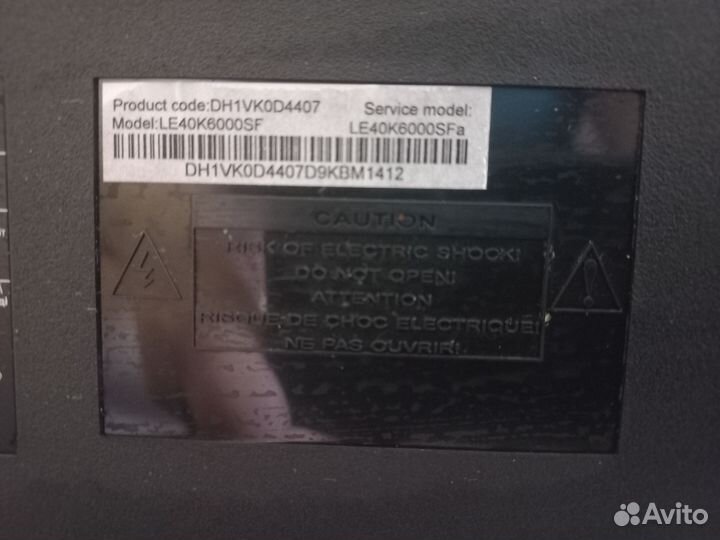 Product code:DH1VK0D4407
Service model:
Model:LE40K6000SF
LE40K6000SFa
DH1VK0D4407D9KBM1412
CAUTION
RISK OF ELECTRIC SHOCK!
DO NOT OPEN!
ATTENTION
RISQUE DE CHOC ELECTRIQUE!
NE PAS OUVRIR!
Avito